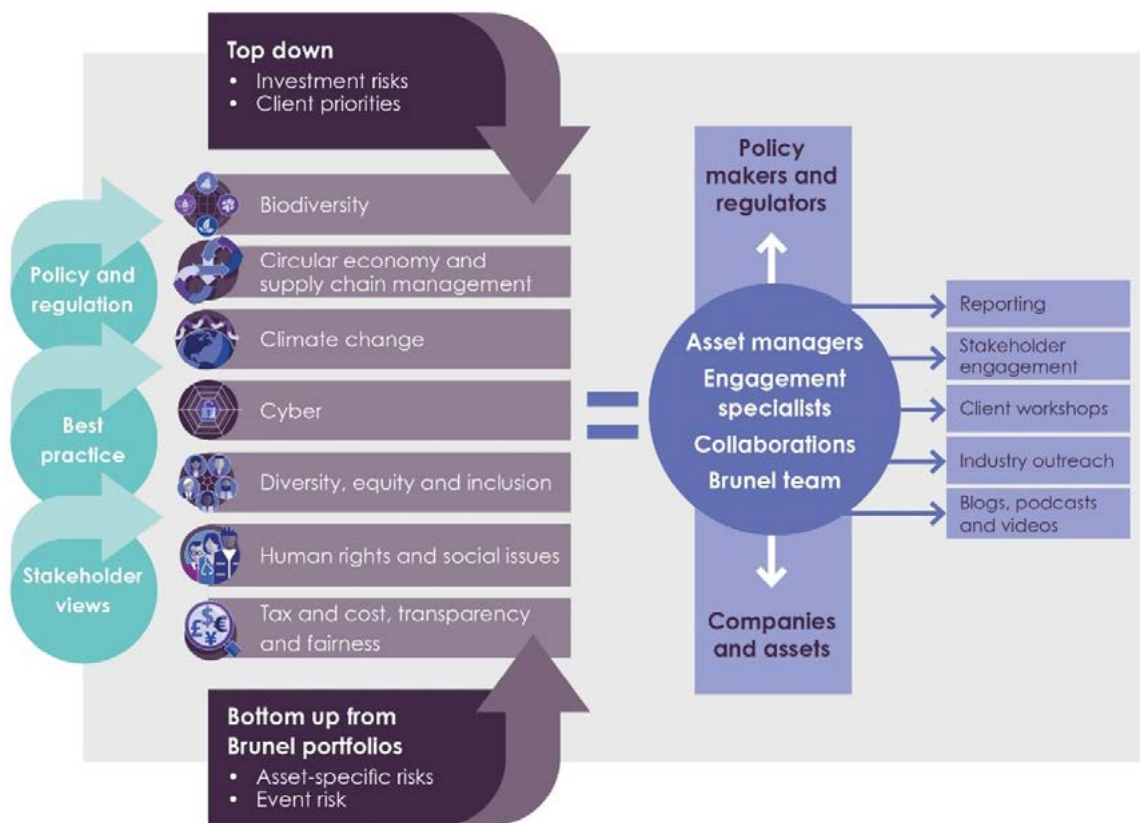 Top down
• Investment risks
• Client priorities
Policy and
regulation
Best
practice
Stakeholder
views
Biodiversity
Circular economy and
supply chain management
Climate change
Cyber
Diversity, equity and inclusion
Human rights and social issues
£$€¥
Tax and cost, transparency
and fairness
Bottom up from
Brunel portfolios
• Asset-specific risks
• Event risk
=
Policy
makers and
regulators
Asset managers
Engagement
specialists
Collaborations
Brunel team
Companies
and assets
Reporting
Stakeholder
engagement
Client workshops
Industry outreach
Blogs, podcasts
and videos